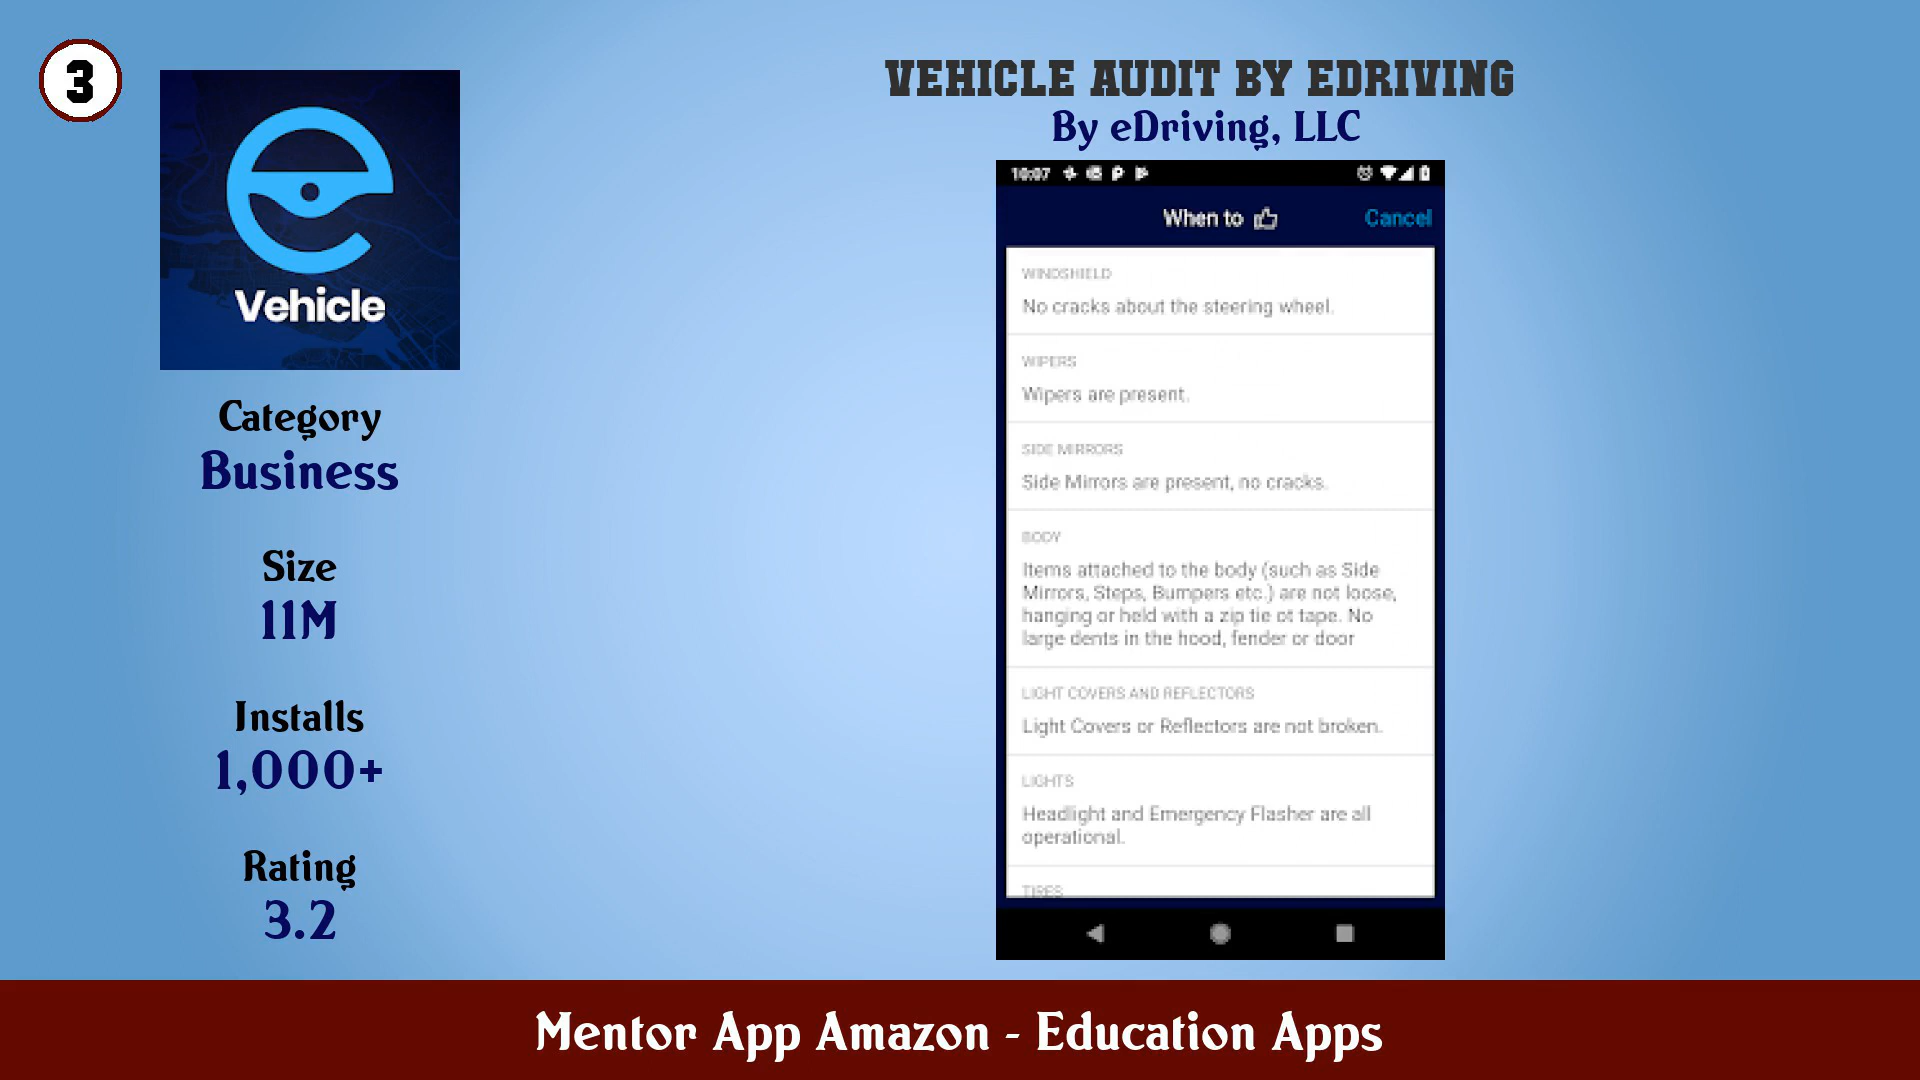 3
Vehicle
Category
Business
Size
11M
Installs
1,000+
Rating
3.2
VEHICLE AUDIT BY EDRIVING
By eDriving, LLC
10:07
When to
Cancel
WINDSHIELD
No cracks about the steering wheel.
WIPERS
Wipers are present.
SIDE MIRRORS
Side Mirrors are present, no cracks.
BODY
Items attached to the body (such as Side
Mirrors, Steps, Bumpers etc.) are not loose,
hanging or held with a zip tie ot tape. No
large dents in the hood, fender or door
LIGHT COVERS AND REFLECTORS
Light Covers or Reflectors are not broken.
LIGHTS
Headlight and Emergency Flasher are all
operational.
TIRES
Mentor App Amazon - Education Apps